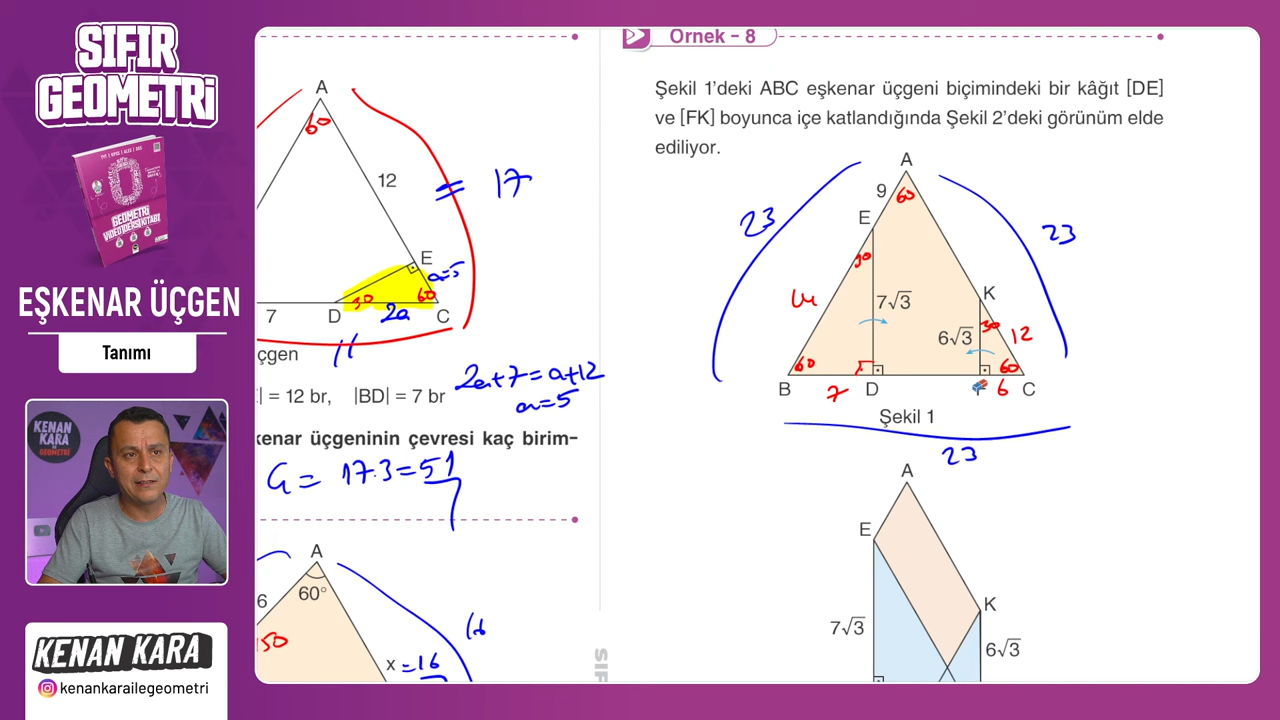 SIFIR
GEOMETRİ
GEOMETRİ
VİDEO DERS KİTABI
EŞKENAR ÜÇGEN
Tanımı
KENAN
KARA
GEOMETRİ
KENAN KARA
kenankarailegeometri
A
60
12
= 17
E
a=5
30
60
7
D
2a
C
11
çgen
2a+7=a+12
a=5
| = 12 br, |BD| = 7 br
kenar üçgeninin çevresi kaç birim–
Ç = 17.3=51
A
60°
6
50
16
x =16
Örnek – 8
Şekil 1'deki ABC eşkenar üçgeni biçimindeki bir kâğıt [DE]
ve [FK] boyunca içe katlandığında Şekil 2'deki görünüm elde
ediliyor.
A
9
60
23
23
E
30
14
7√3
K
6√3
30
12
60
60
B
7
D
F
6
C
Şekil 1
23
A
E
K
7√3
6√3